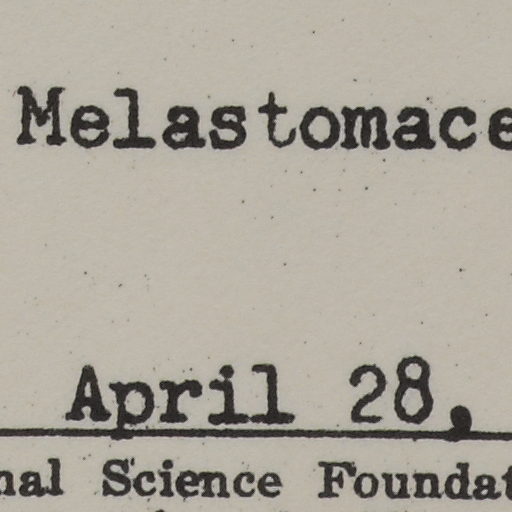 Melastomace
April 28,
nal Science Foundat